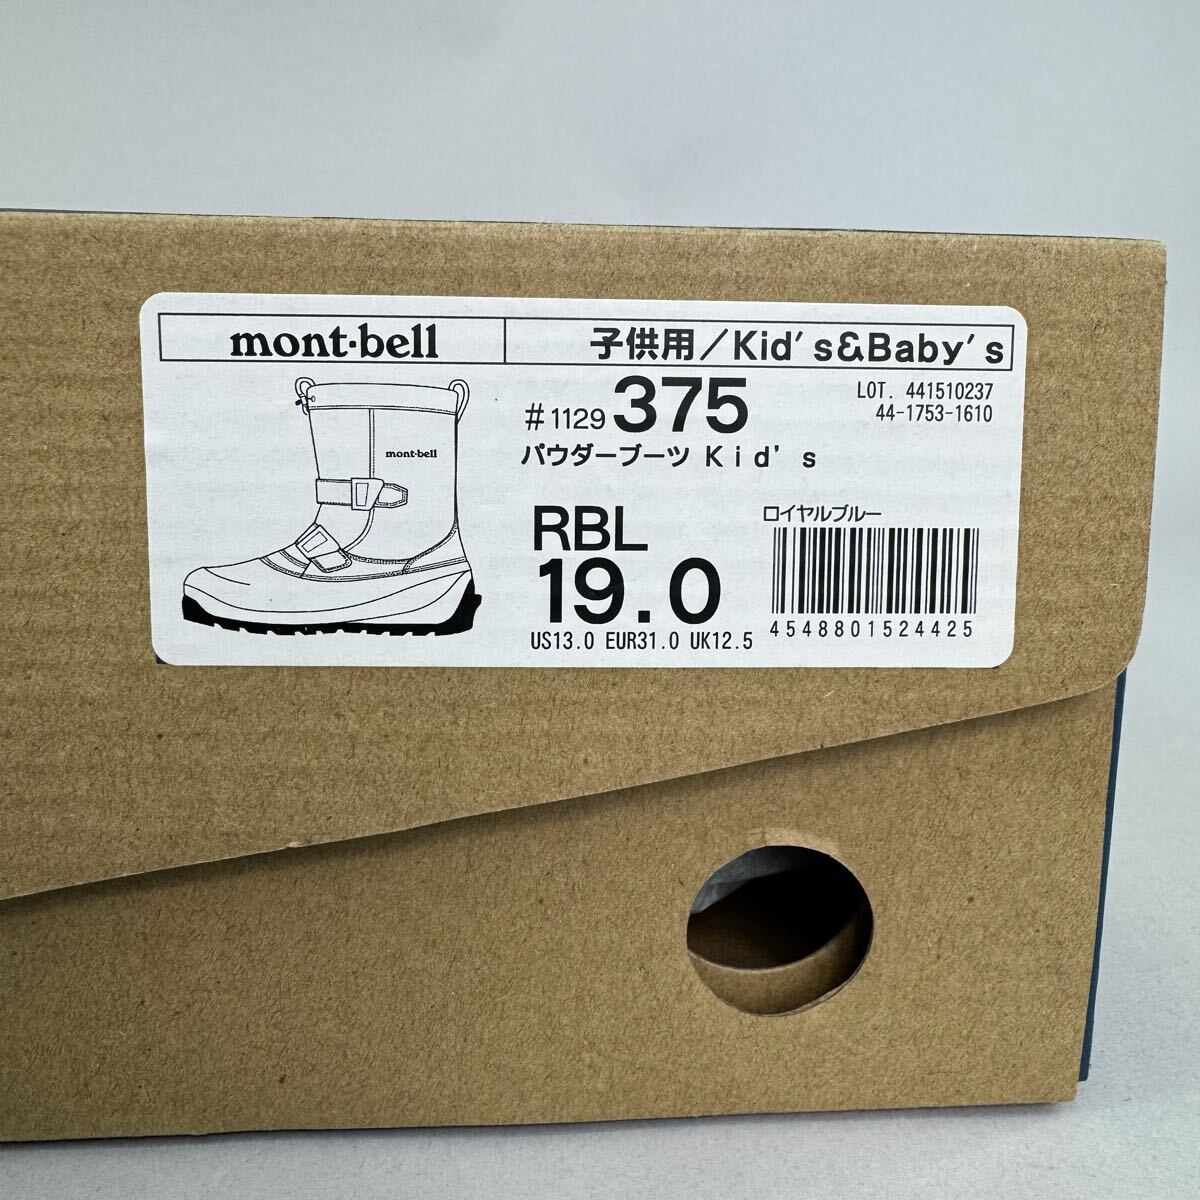 mont-bell
子供用／Kid's&Baby's
#1129 375
LOT. 441510237
44-1753-1610
パウダーブーツ Kid's
mont-bell
RBL
ロイヤルブルー
19.0
4548801524425
US13.0 EUR31.0 UK12.5